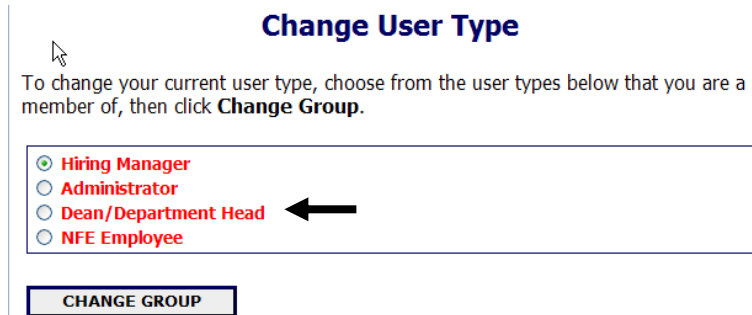 Change User Type
To change your current user type, choose from the user types below that you are a
member of, then click Change Group.
Hiring Manager
Administrator
Dean/Department Head
NFE Employee
CHANGE GROUP